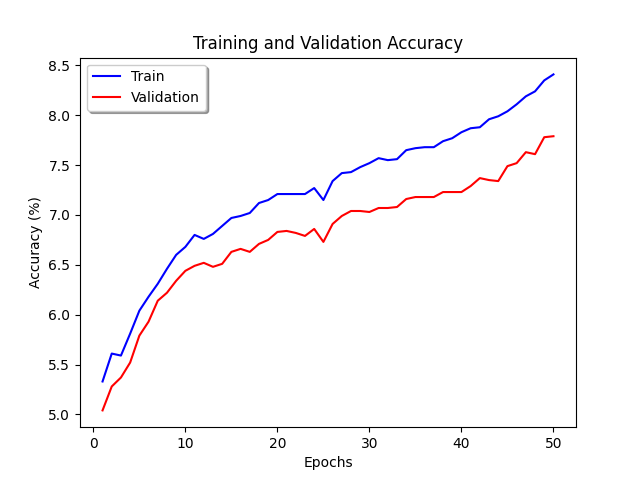 Training and Validation Accuracy
Train
Validation
8.5
8.0
7.5
7.0
6.5
6.0
5.5
5.0
Accuracy (%)
0 10 20 30 40 50
Epochs